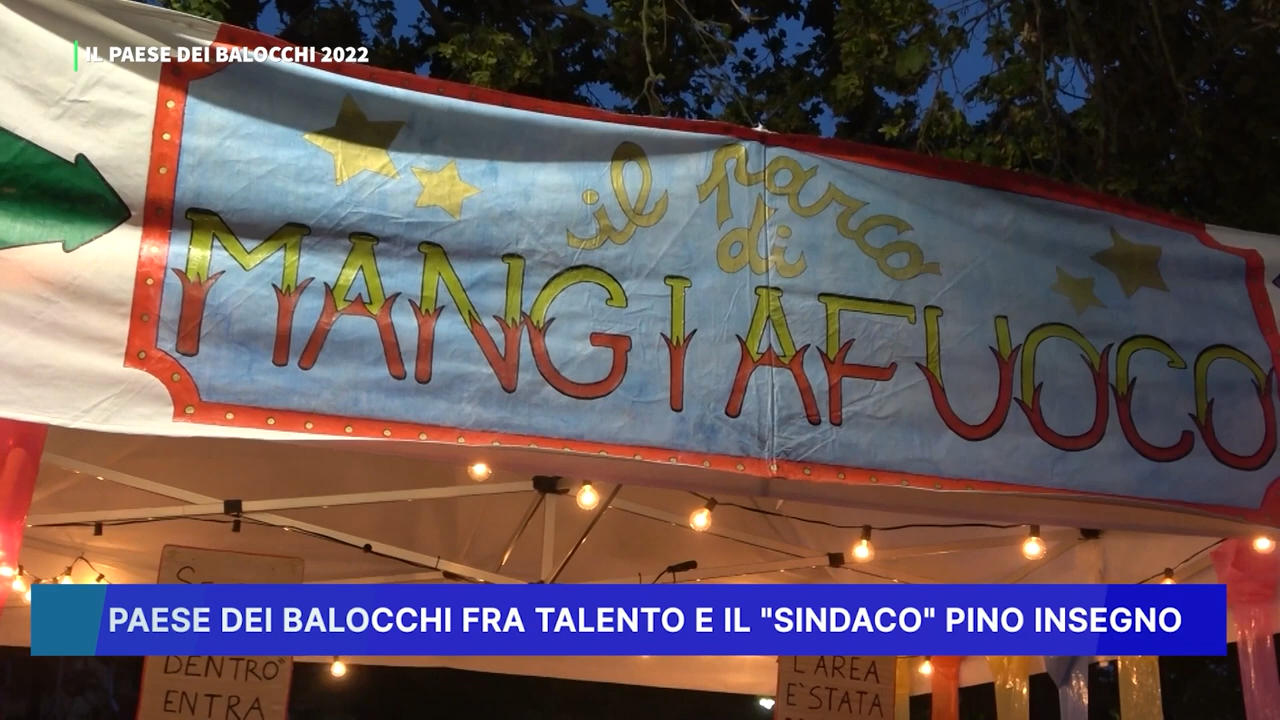 IL PAESE DEI BALOCCHI 2022
il parco
di
MANGIAFUOCO
PAESE DEI BALOCCHI FRA TALENTO E IL "SINDACO" PINO INSEGNO
DENTRO"
ENTRA
L'AREA
E`STATA